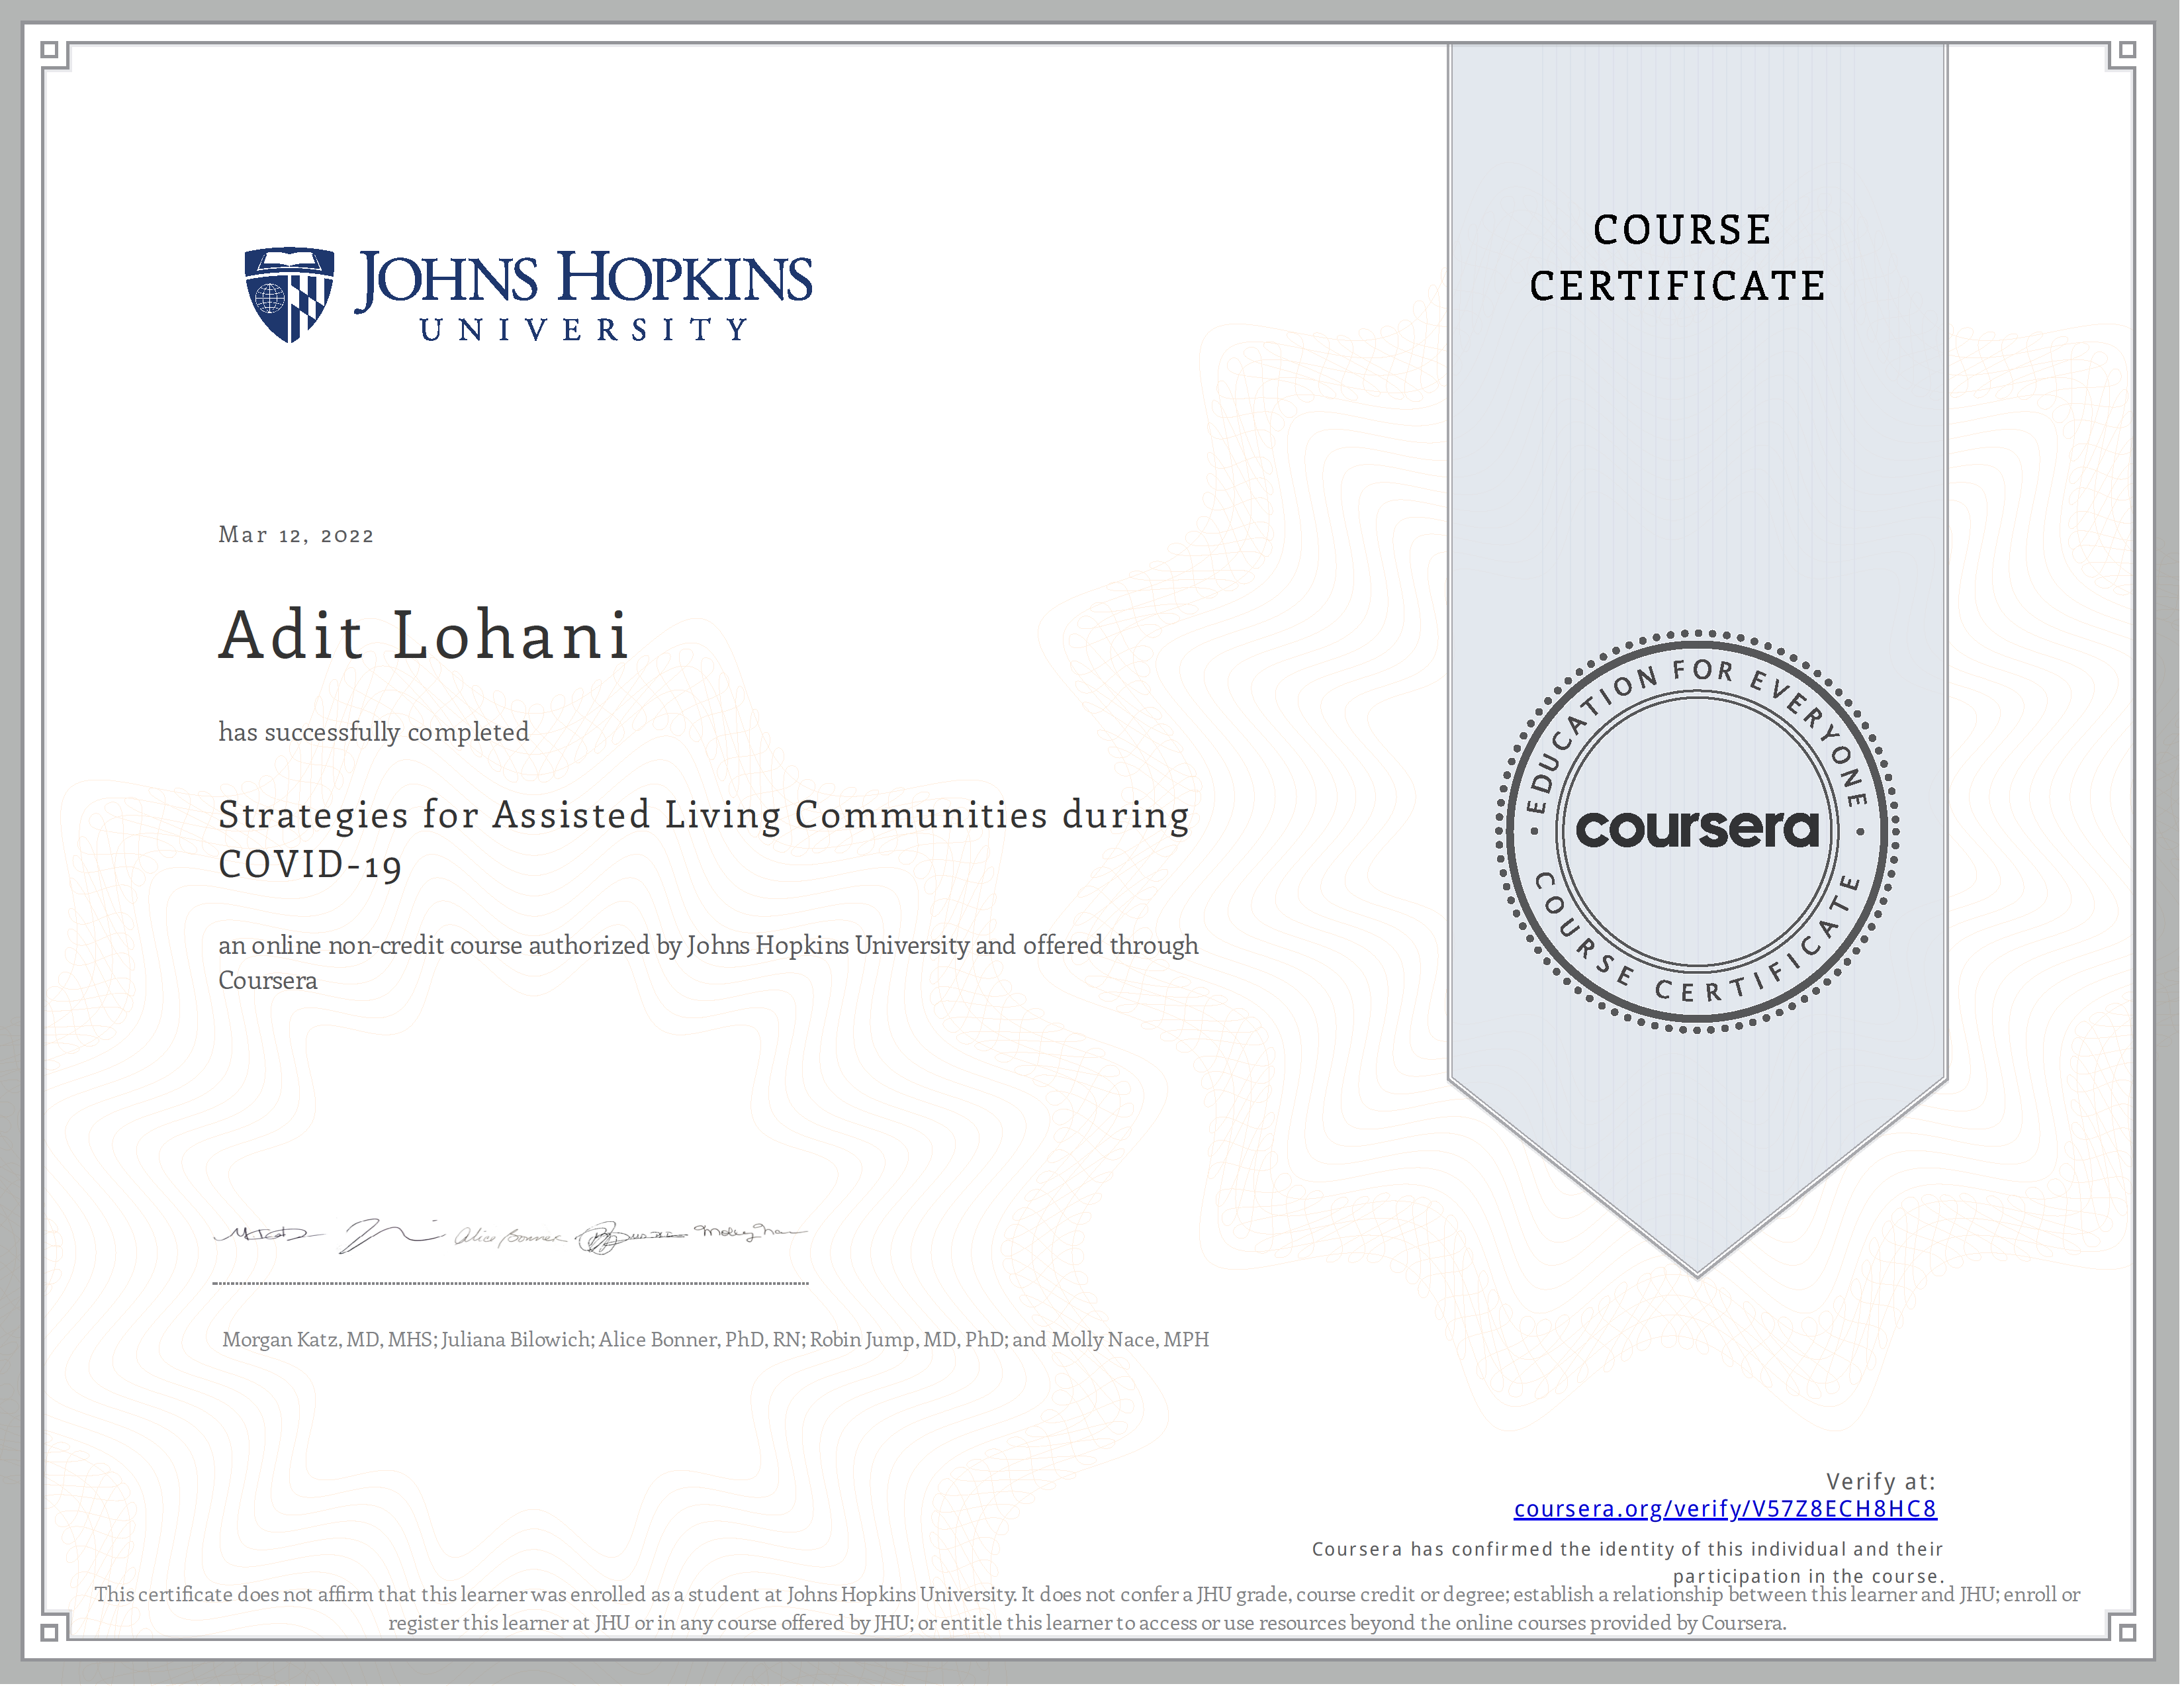 JOHNS HOPKINS
UNIVERSITY
COURSE
CERTIFICATE
Mar 12, 2022
Adit Lohani
has successfully completed
Strategies for Assisted Living Communities during
COVID-19
an online non-credit course authorized by Johns Hopkins University and offered through
Coursera
EDUCATION FOR EVERYONE
coursera
COURSE CERTIFICATE
Alice Bonner
Morgan Katz, MD, MHS; Juliana Bilowich; Alice Bonner, PhD, RN; Robin Jump, MD, PhD; and Molly Nace, MPH
Verify at:
coursera.org/verify/V57Z8ECH8HC8
Coursera has confirmed the identity of this individual and their
participation in the course.
This certificate does not affirm that this learner was enrolled as a student at Johns Hopkins University. It does not confer a JHU grade, course credit or degree; establish a relationship between this learner and JHU; enroll or
register this learner at JHU or in any course offered by JHU; or entitle this learner to access or use resources beyond the online courses provided by Coursera.